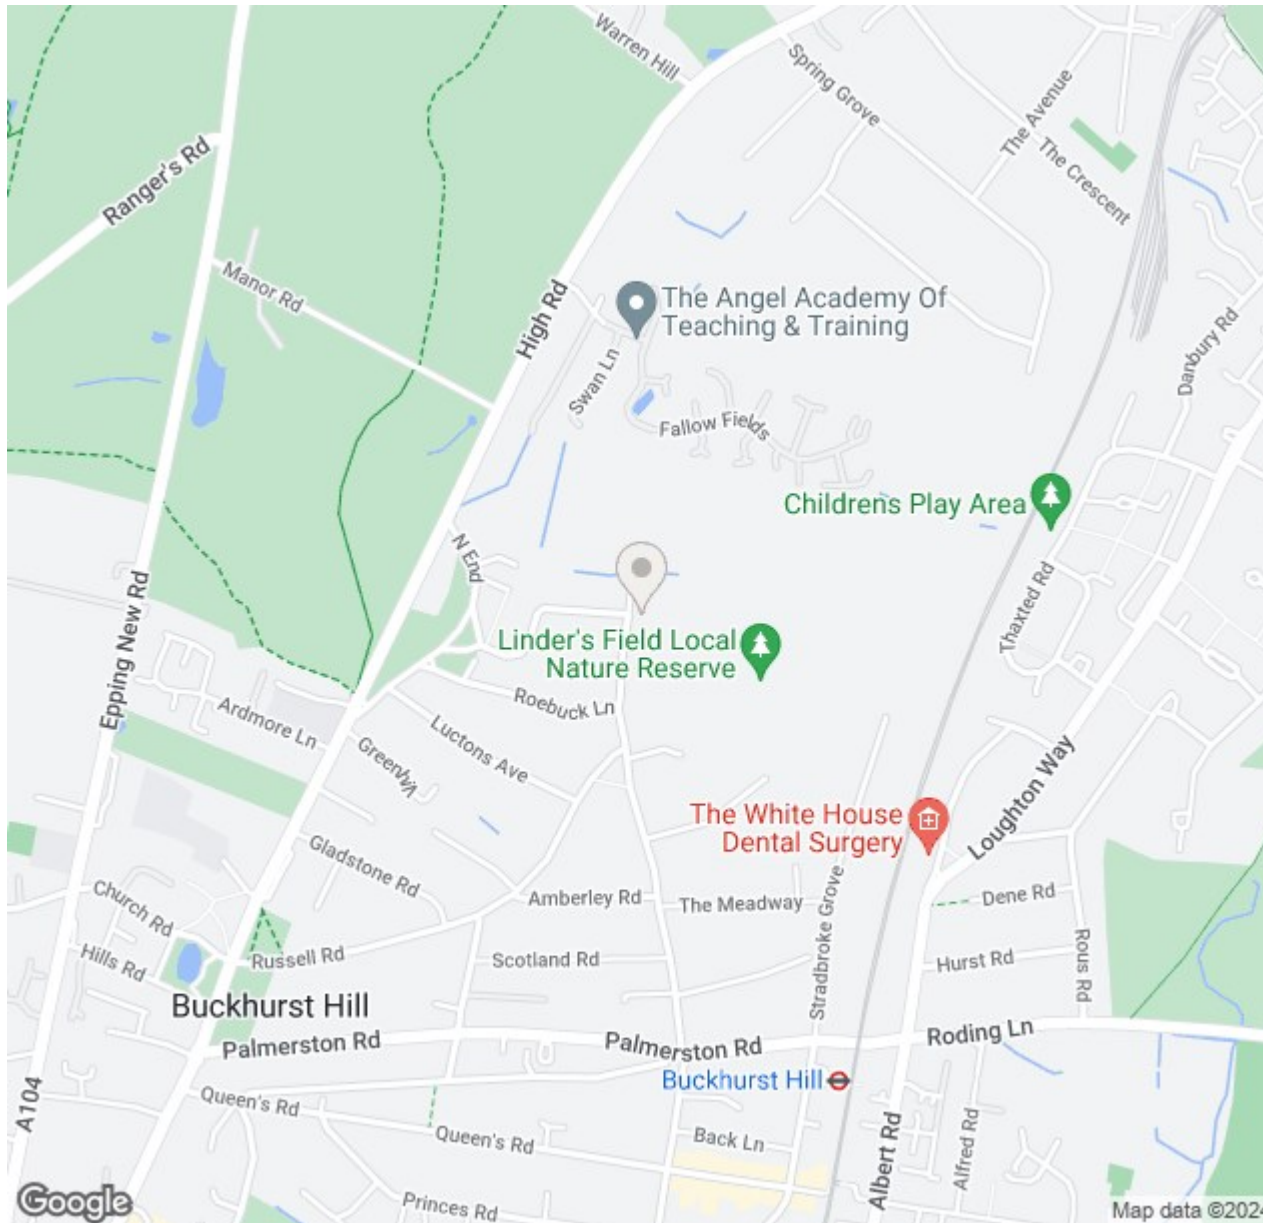 Warren Hill
Spring Grove
The Avenue
The Crescent
Ranger's Rd
Manor Rd
High Rd
The Angel Academy Of
Teaching & Training
Swan Ln
Fallow Fields
Danbury Rd
Childrens Play Area
N End
Epping New Rd
Thaxted Rd
Linder's Field Local
Nature Reserve
Roebuck Ln
Ardmore Ln
Luctons Ave
Greenhill
Loughton Way
The White House
Dental Surgery
Gladstone Rd
Church Rd
Amberley Rd
The Meadway
Stradbroke Grove
Dene Rd
Hills Rd
Russell Rd
Scotland Rd
Hurst Rd
Rous Rd
Buckhurst Hill
Palmerston Rd
Palmerston Rd
Roding Ln
Buckhurst Hill
A104
Queen's Rd
Queen's Rd
Back Ln
Albert Rd
Alfred Rd
Princes Rd
Google
Map data ©2024